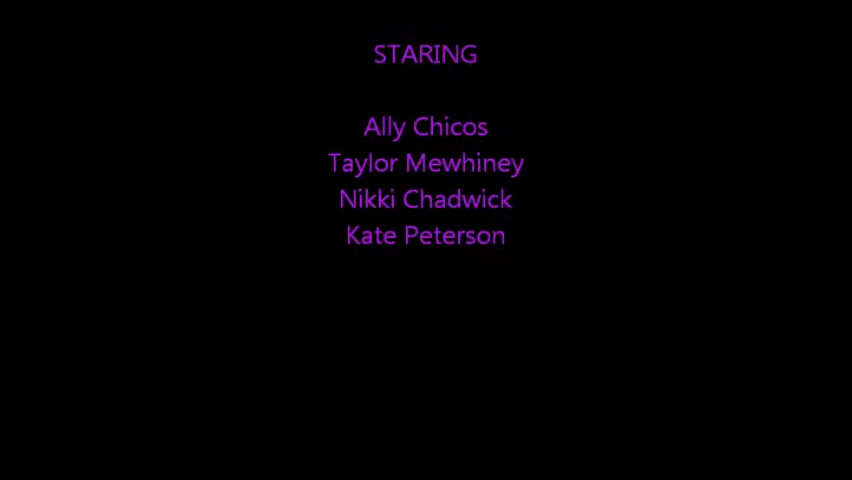 STARING
Ally Chicos
Taylor Mewhiney
Nikki Chadwick
Kate Peterson